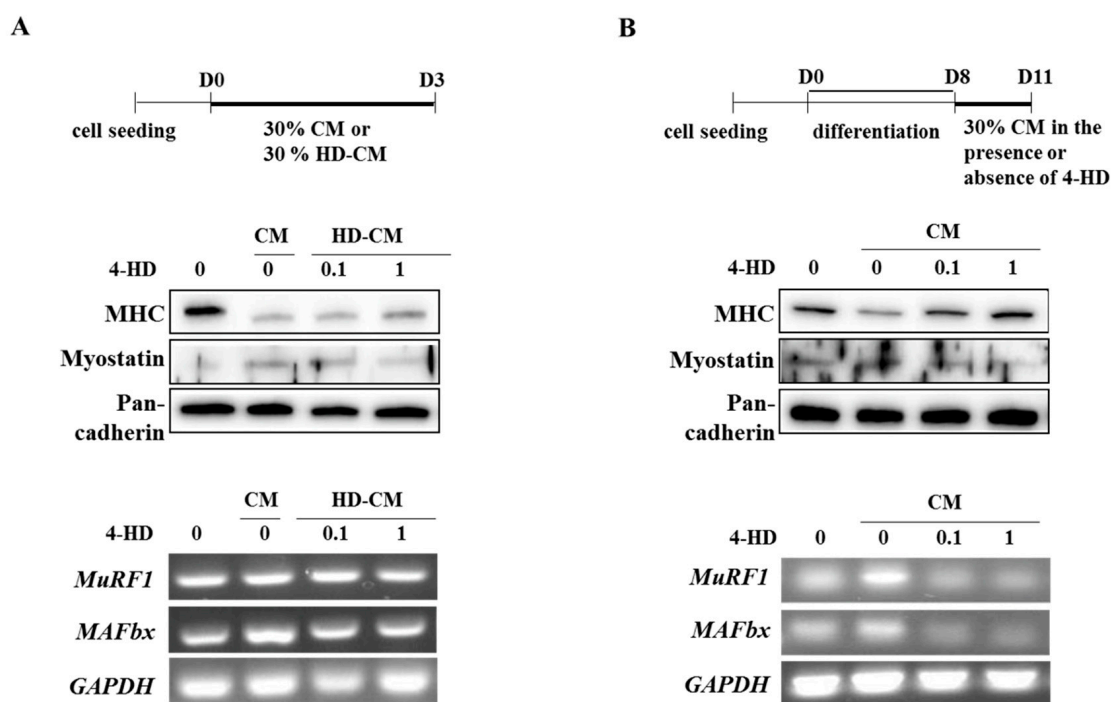 A
D0 D3
cell seeding
30% CM or
30 % HD-CM
CM HD-CM
4-HD 0 0 0.1 1
MHC
Myostatin
Pan-
cadherin
CM HD-CM
4-HD 0 0 0.1 1
MuRF1
MAFbx
GAPDH
B
D0 D8 D11
cell seeding differentiation 30% CM in the
presence or
absence of 4-HD
CM
4-HD 0 0 0.1 1
MHC
Myostatin
Pan-
cadherin
CM
4-HD 0 0 0.1 1
MuRF1
MAFbx
GAPDH